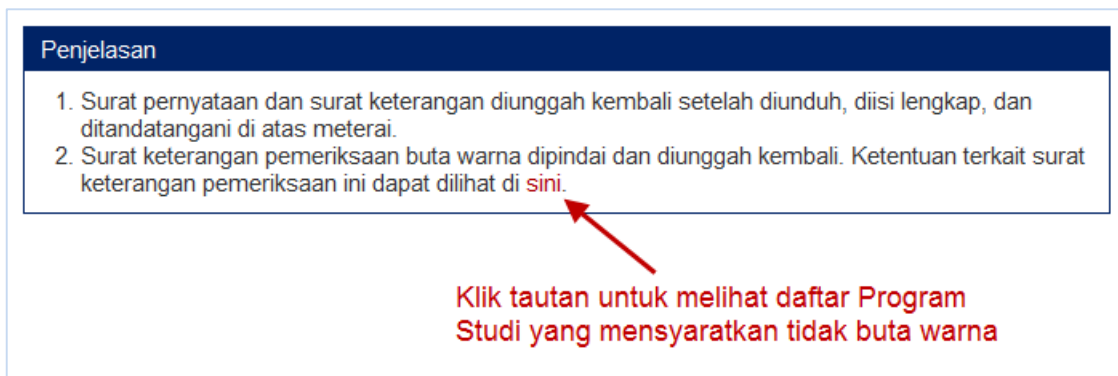 Penjelasan
1. Surat pernyataan dan surat keterangan diunggah kembali setelah diunduh, diisi lengkap, dan
ditandatangani di atas meterai.
2. Surat keterangan pemeriksaan buta warna dipindai dan diunggah kembali. Ketentuan terkait surat
keterangan pemeriksaan ini dapat dilihat di sini.
Klik tautan untuk melihat daftar Program
Studi yang mensyaratkan tidak buta warna